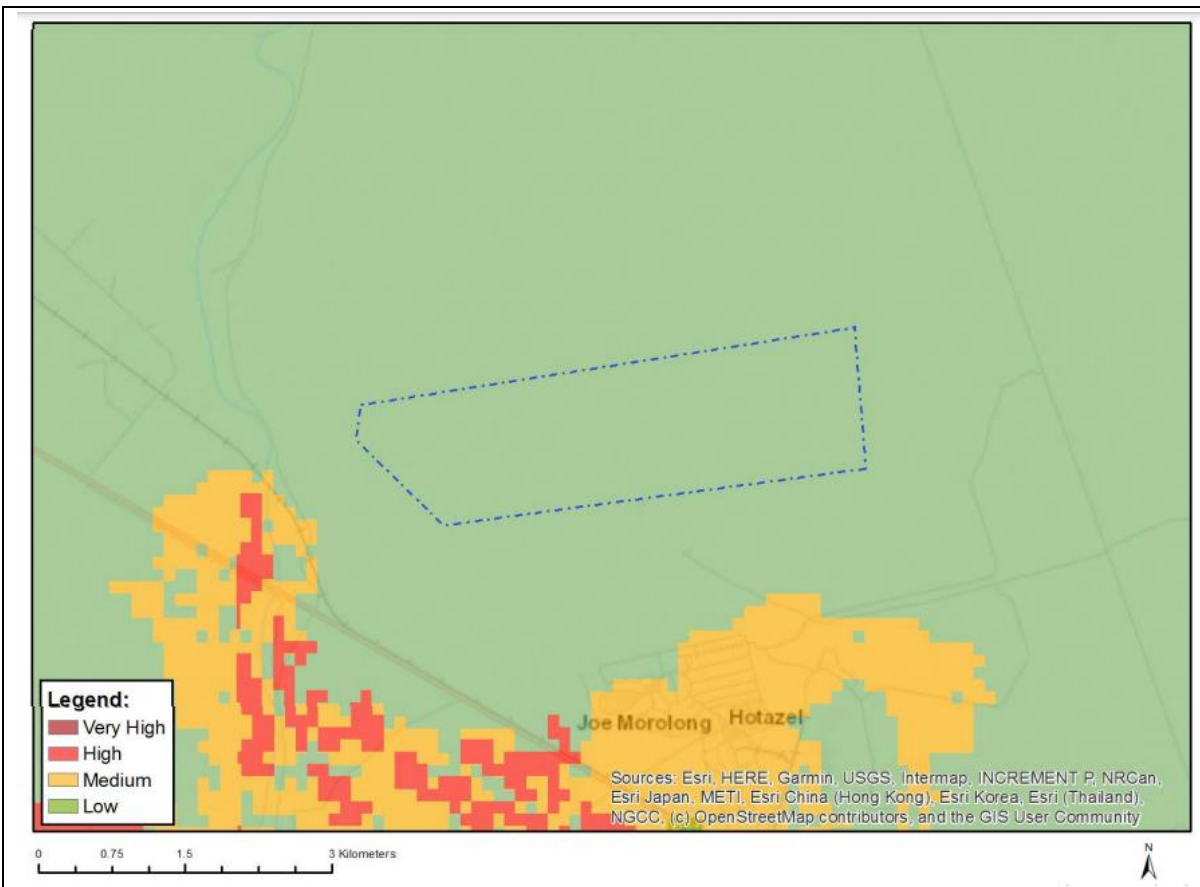 Legend:
Very High
High
Medium
Low
Joe Morolong
Hotazel
Sources: Esri, HERE, Garmin, USGS, Intermap, INCREMENT P, NRCan,
Esri Japan, METI, Esri China (Hong Kong), Esri Korea, Esri (Thailand),
NGCC, (c) OpenStreetMap contributors, and the GIS User Community
0 0.75 1.5 3 Kilometers
N